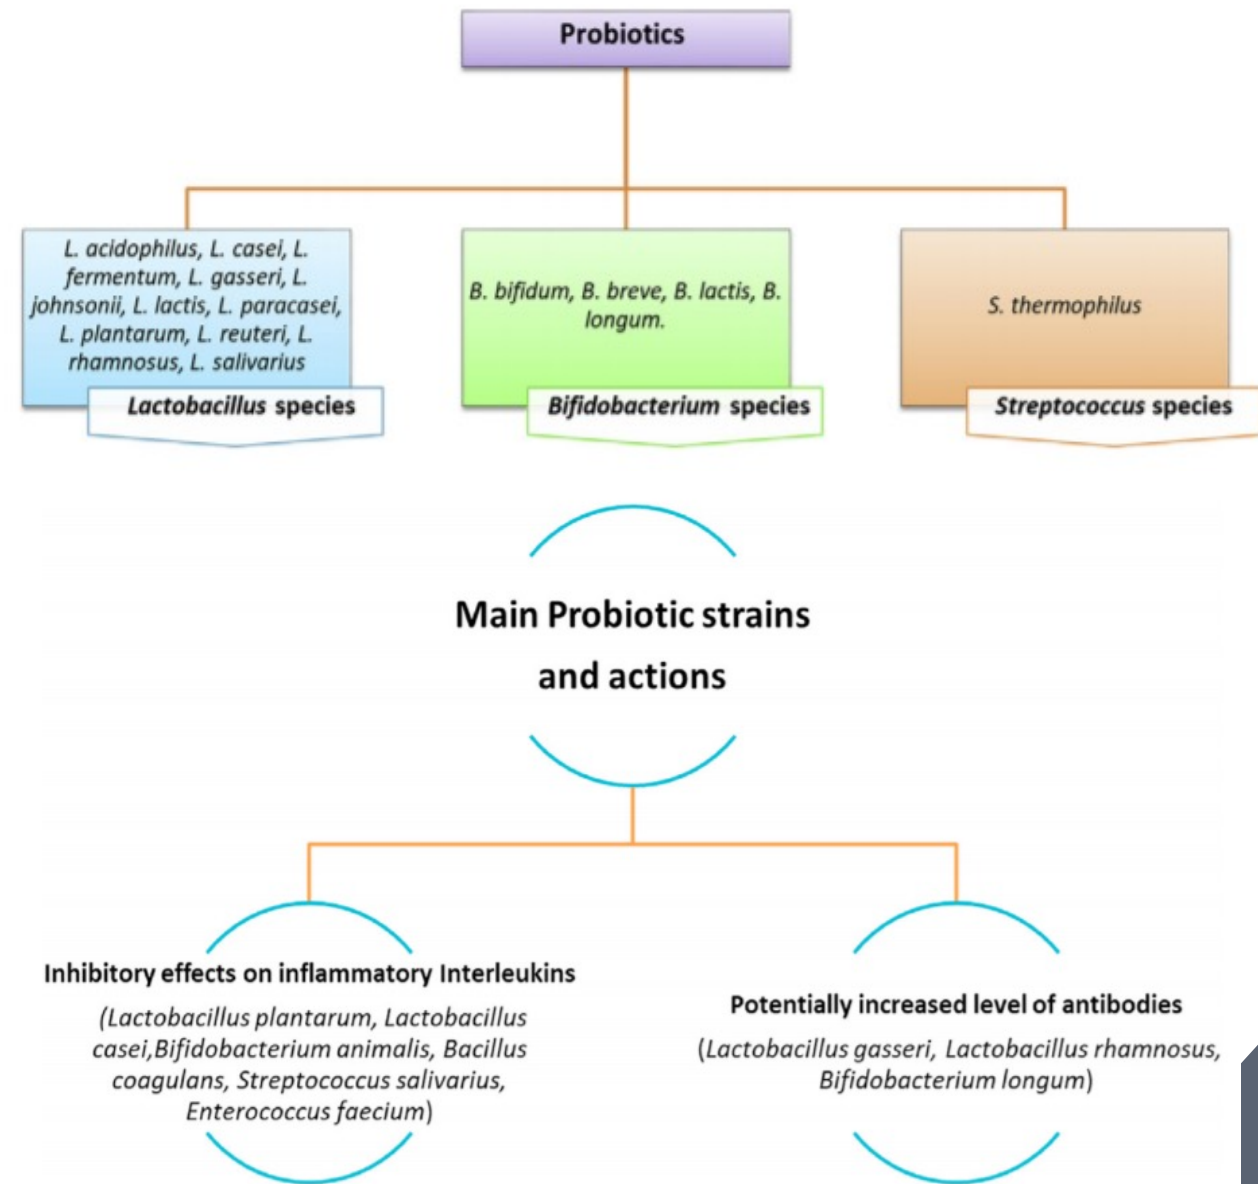 Probiotics
L. acidophilus, L. casei, L.
fermentum, L. gasseri, L.
johnsonii, L. lactis, L. paracasei,
L. plantarum, L. reuteri, L.
rhamnosus, L. salivarius
Lactobacillus species
B. bifidum, B. breve, B. lactis, B.
longum.
Bifidobacterium species
S. thermophilus
Streptococcus species
Main Probiotic strains
and actions
Inhibitory effects on inflammatory Interleukins
(Lactobacillus plantarum, Lactobacillus
casei,Bifidobacterium animalis, Bacillus
coagulans, Streptococcus salivarius,
Enterococcus faecium)
Potentially increased level of antibodies
(Lactobacillus gasseri, Lactobacillus rhamnosus,
Bifidobacterium longum)